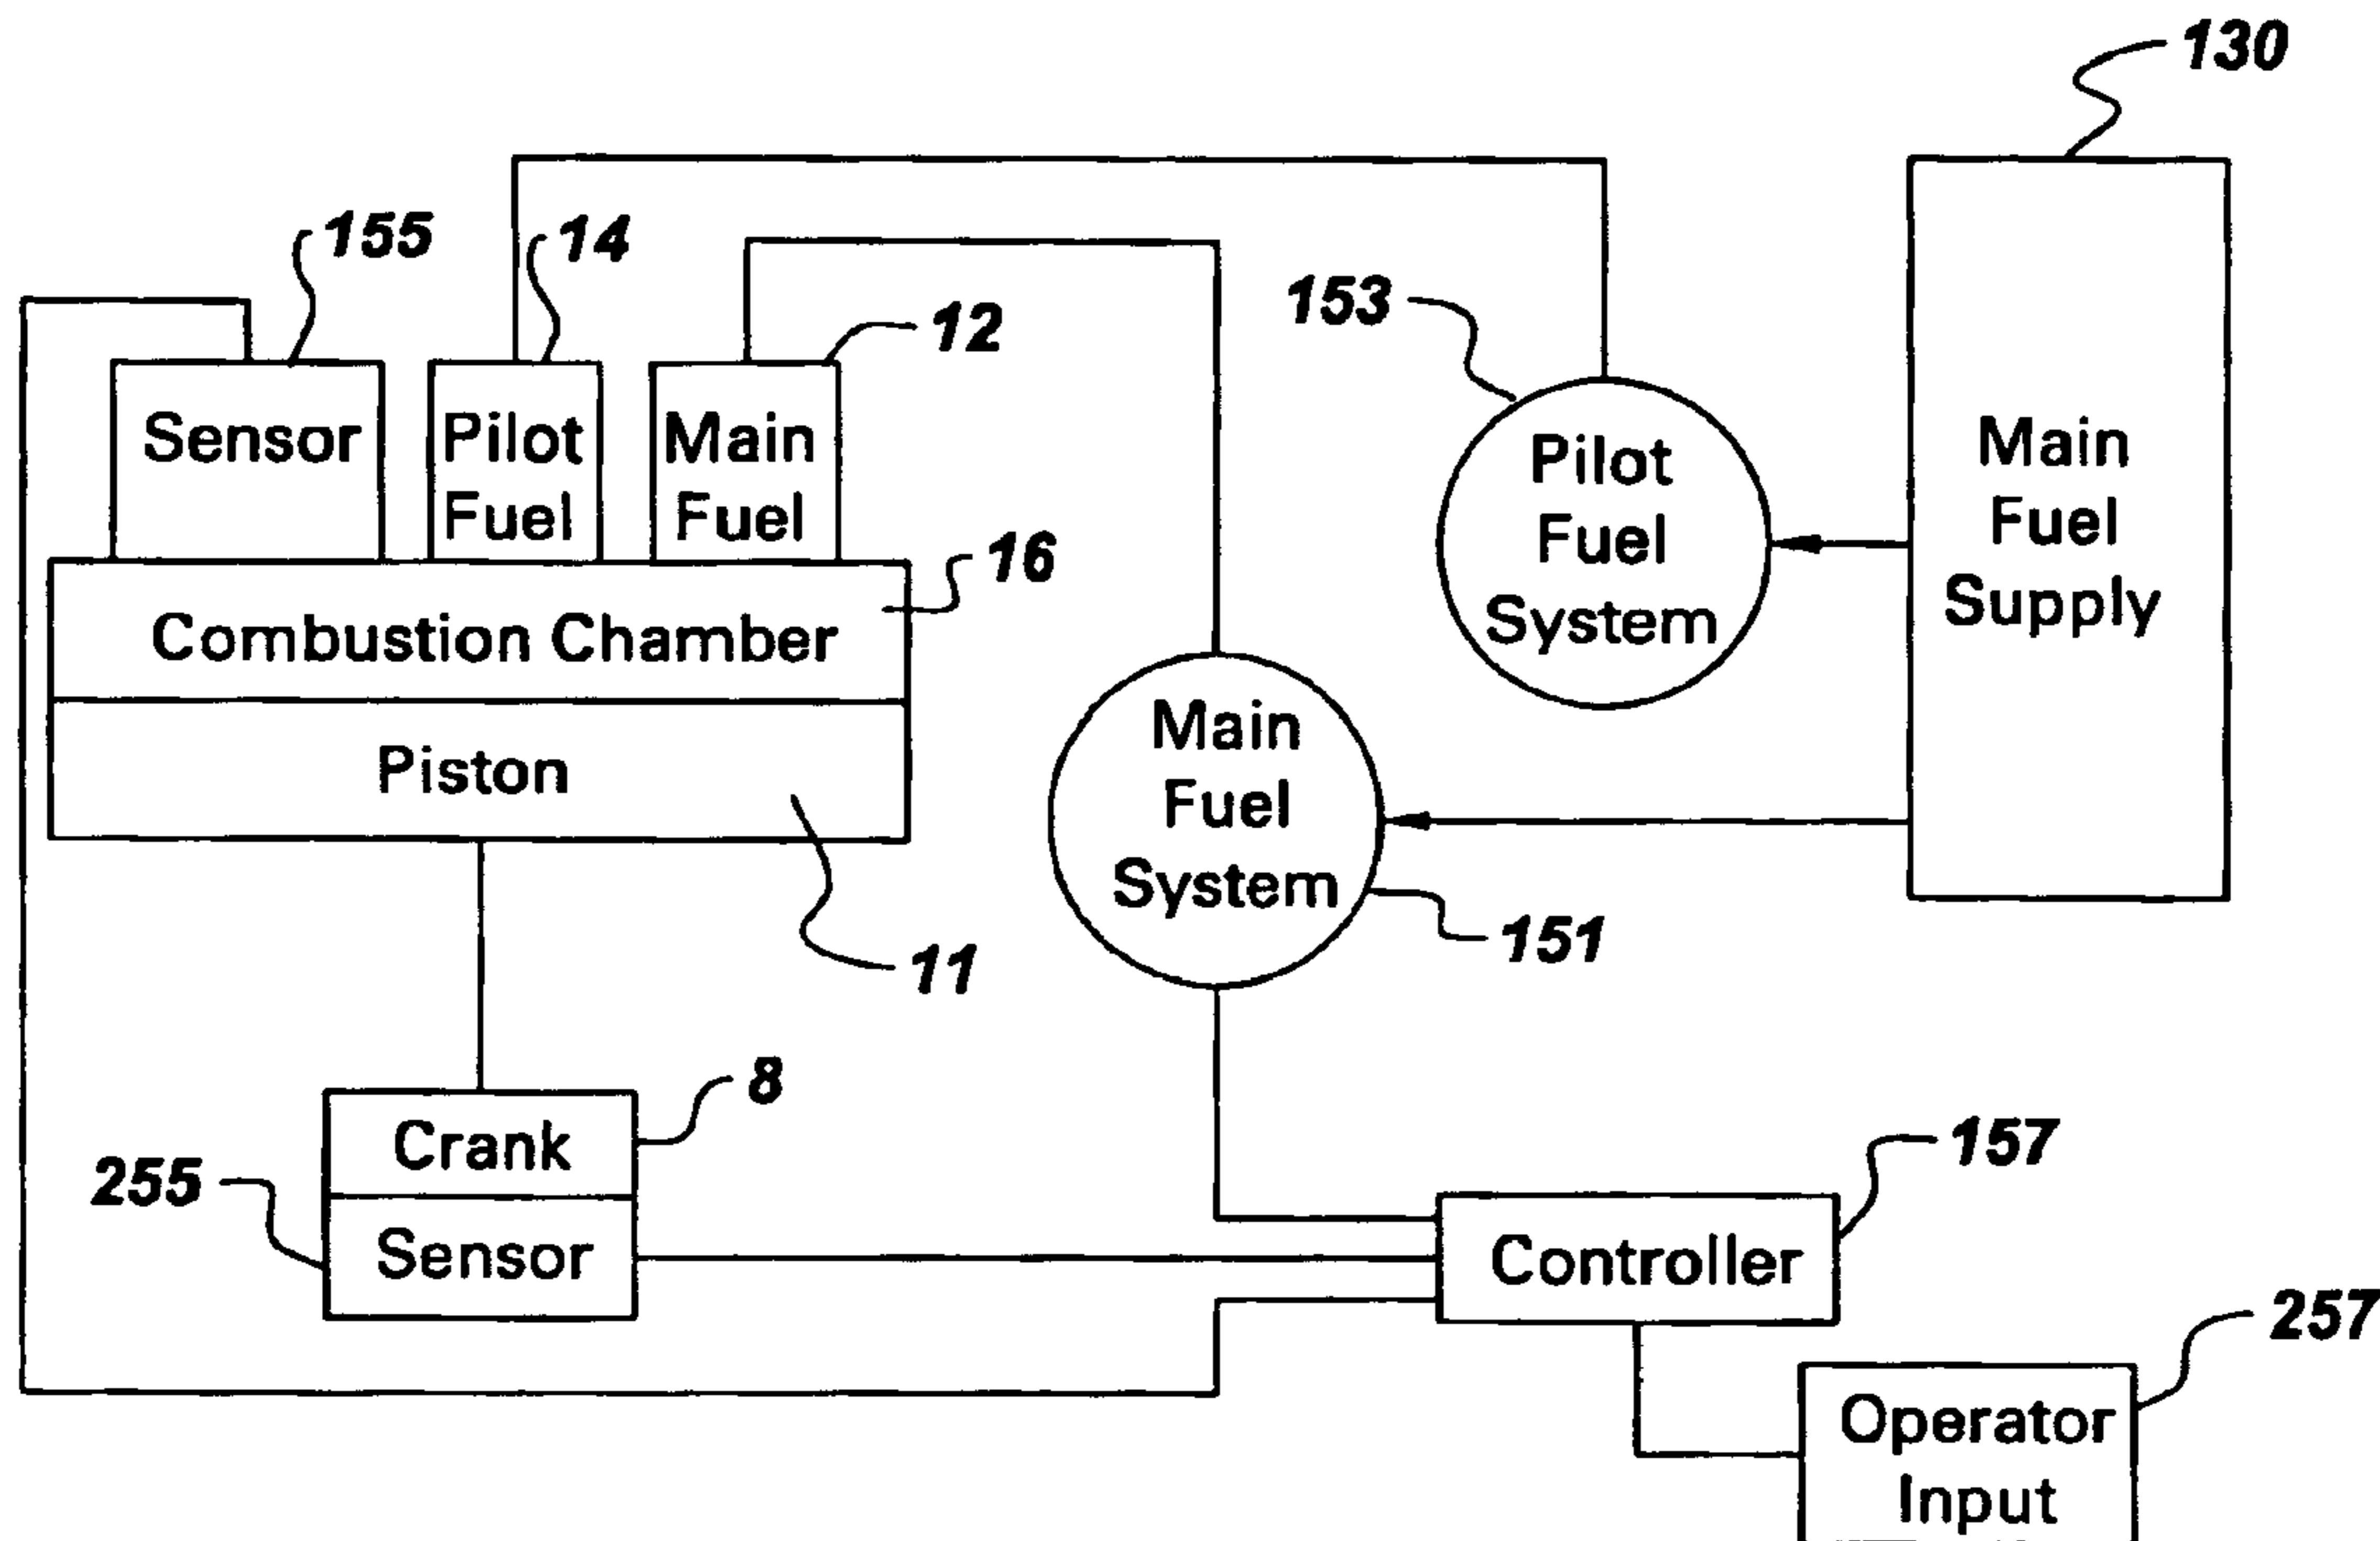 130
155
14
12
153
Sensor
Pilot
Fuel
Main
Fuel
Pilot
Fuel
System
Main
Fuel
Supply
16
Combustion Chamber
Piston
Main
Fuel
System
151
11
8
Crank
255
Sensor
157
Controller
257
Operator
Input